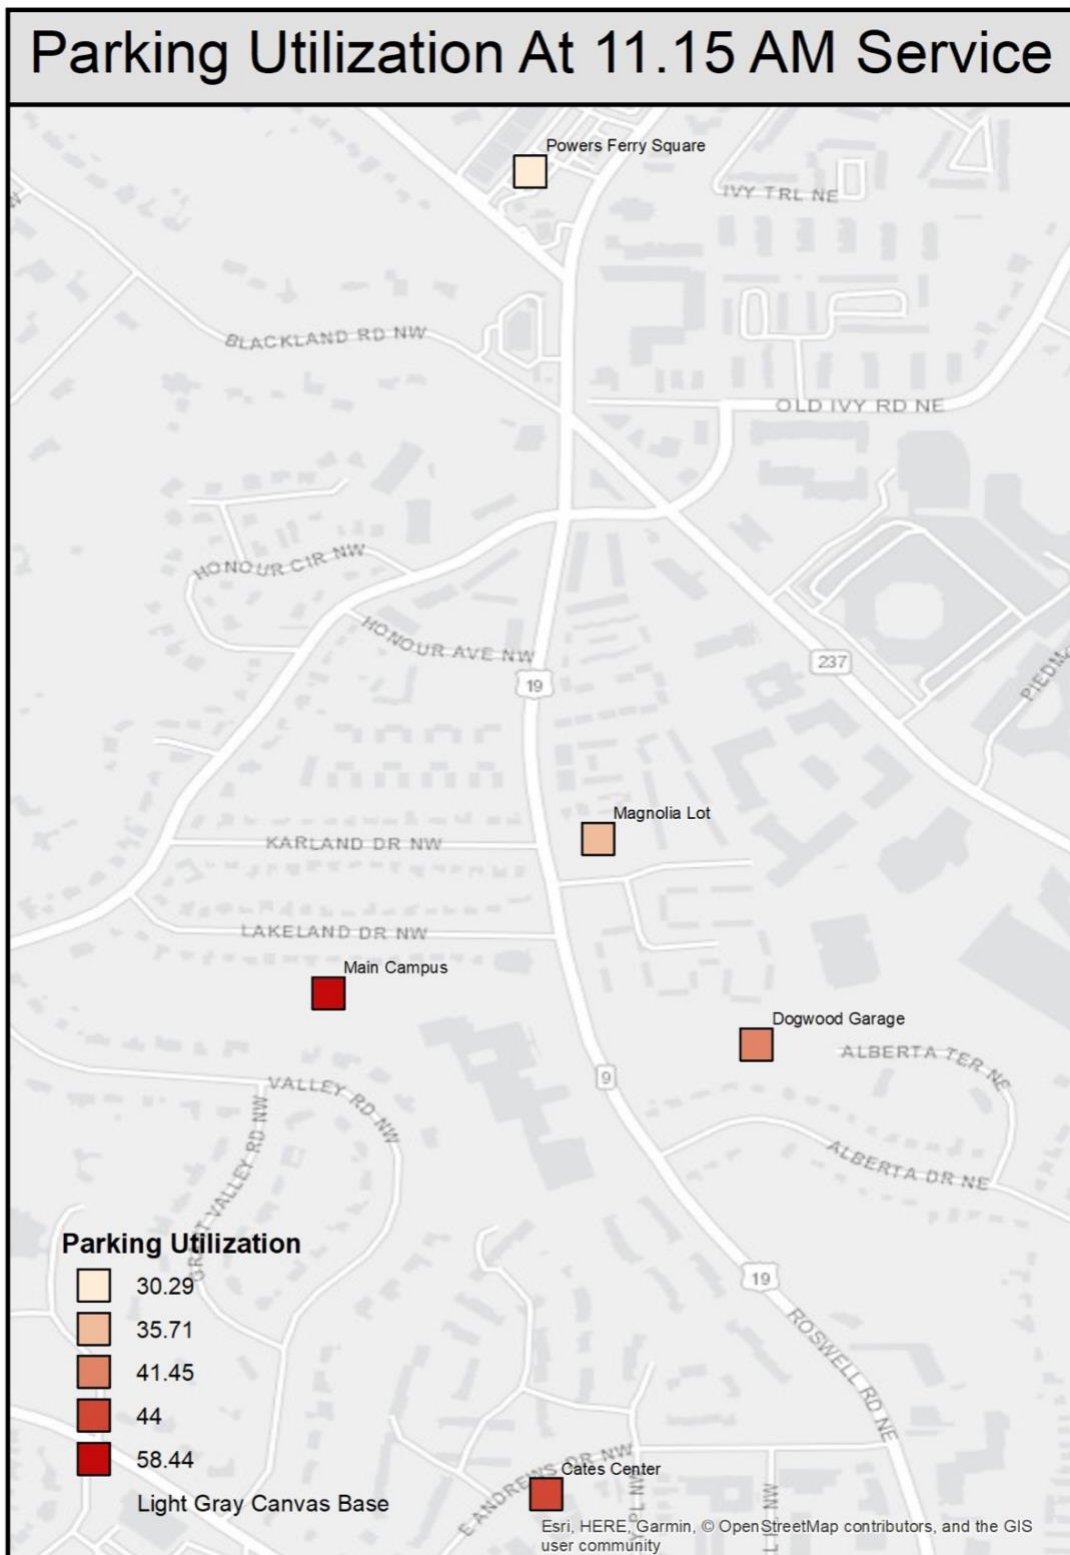 Parking Utilization At 11.15 AM Service
Powers Ferry Square
IVY TRL NE
BLACKLAND RD NW
OLD IVY RD NE
HONOUR CIR NW
HONOUR AVE NW
237
19
Magnolia Lot
KARLAND DR NW
LAKELAND DR NW
Main Campus
Dogwood Garage
ALBERTA TER NE
9
VALLEY RD NW
ALBERTA DR NE
Parking Utilization
30.29
35.71
41.45
44
58.44
Light Gray Canvas Base
19
ROSWELL RD NE
E ANDREWS DR NW
Cates Center
Esri, HERE, Garmin, © OpenStreetMap contributors, and the GIS
user community